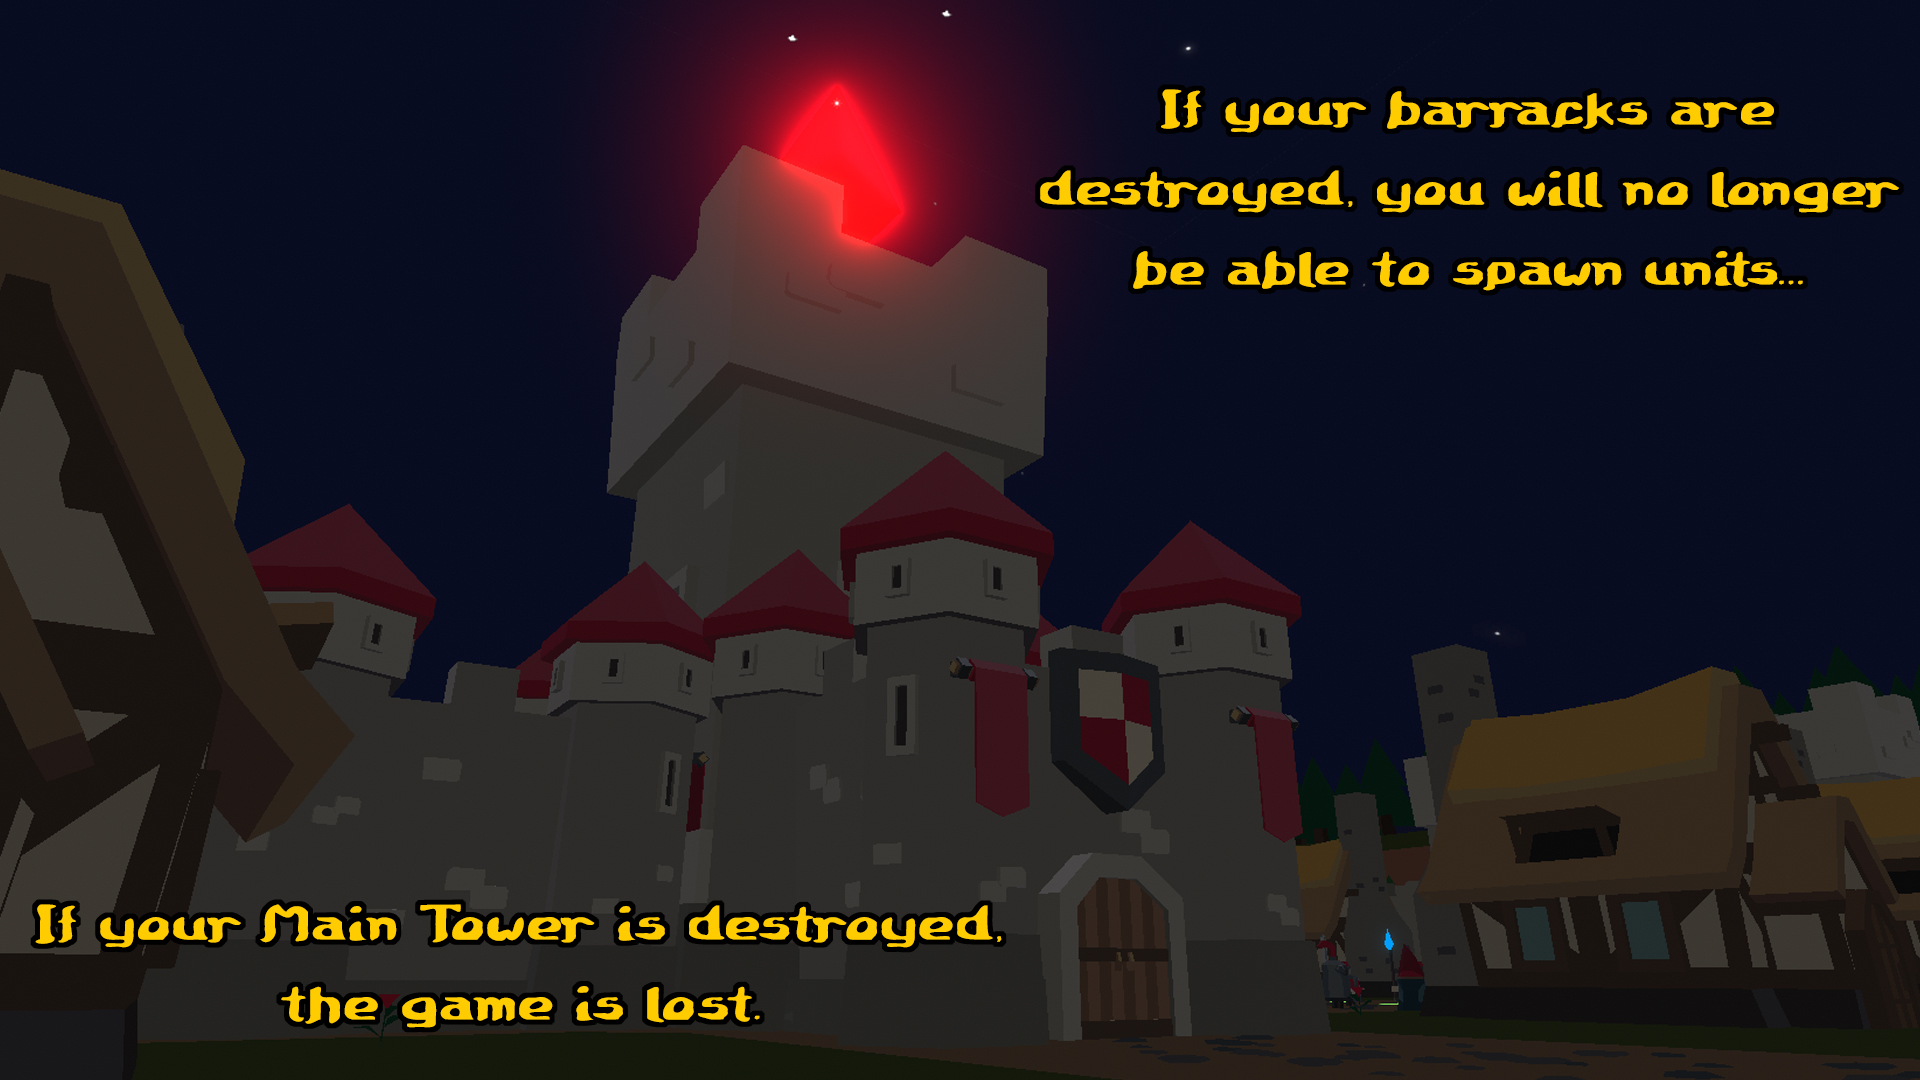 If your barracks are
destroyed, you will no longer
be able to spawn units...
If your Main Tower is destroyed,
the game is lost.